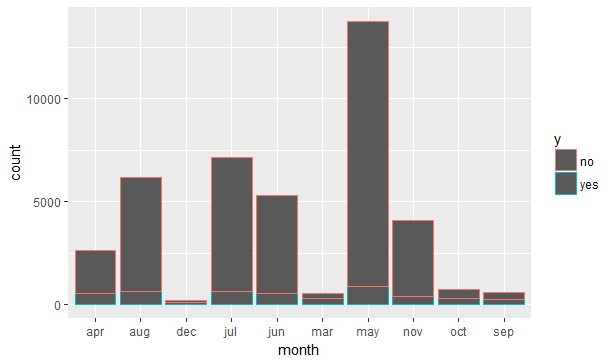 count
10000
5000
0
apr aug dec jul jun mar may nov oct sep
month
y
no
yes